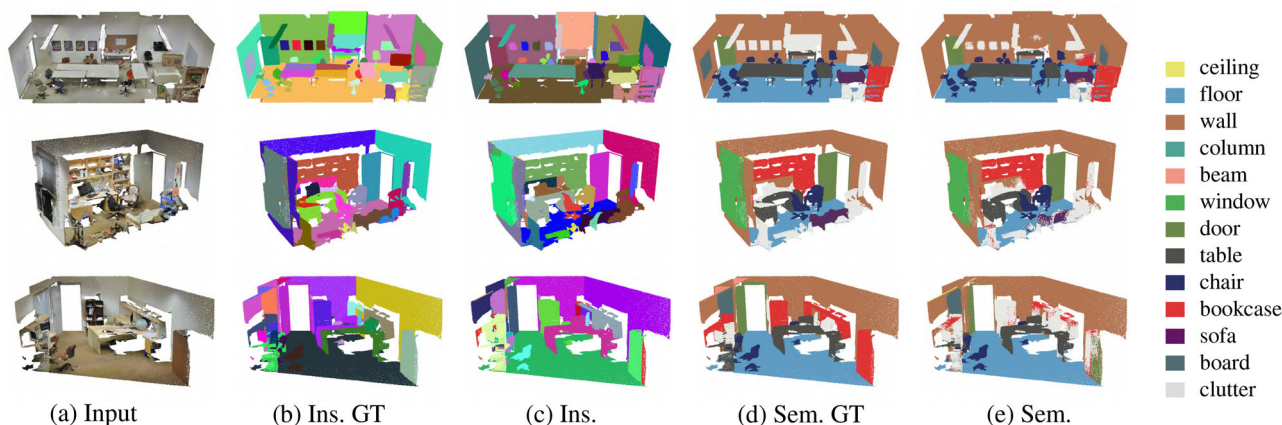 ceiling
floor
wall
column
beam
window
door
table
chair
bookcase
sofa
board
clutter
(a) Input
(b) Ins. GT
(c) Ins.
(d) Sem. GT
(e) Sem.